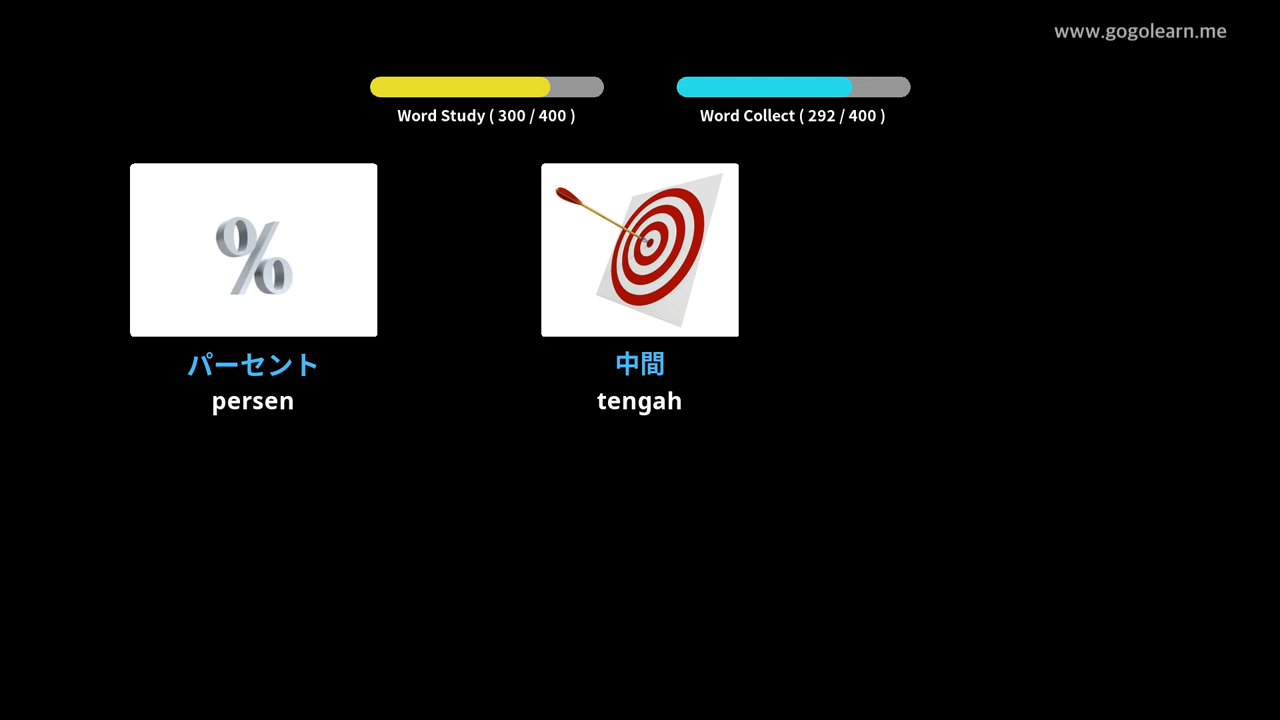 www.gogolearn.me
Word Study ( 300 / 400 )
Word Collect ( 292 / 400 )
%
パーセント
persen
中間
tengah